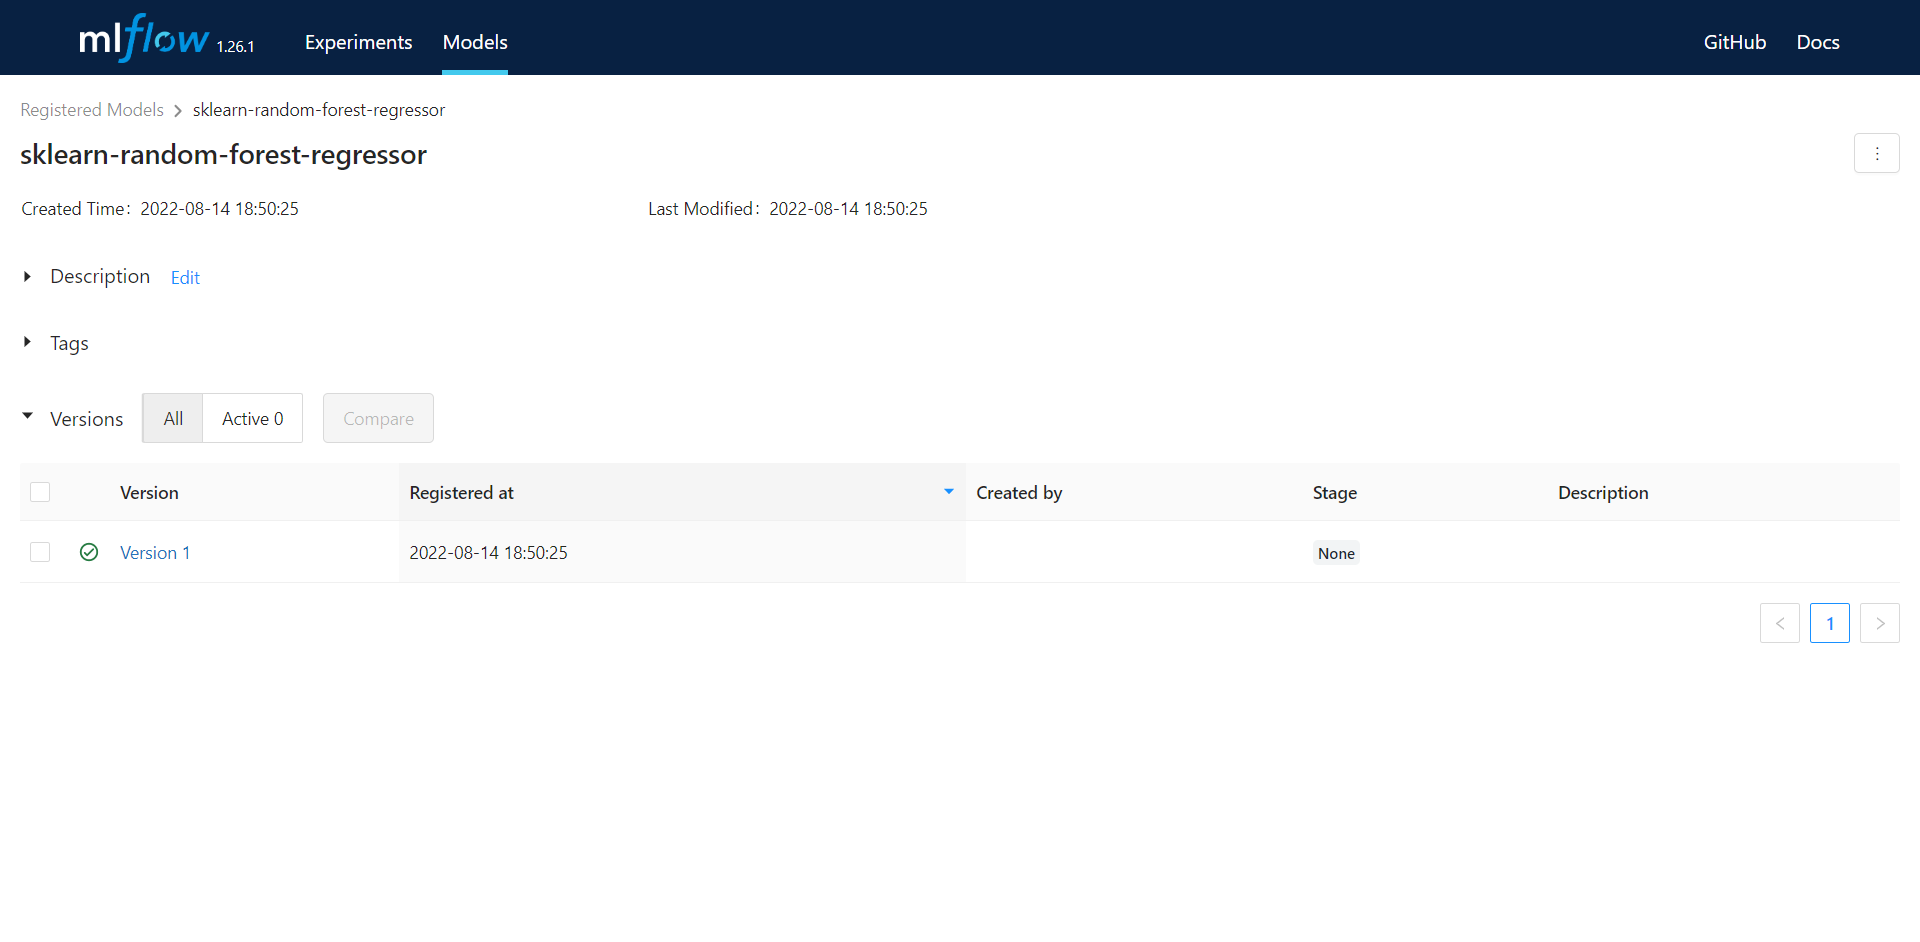 mlflow 1.26.1 Experiments Models GitHub Docs
Registered Models > sklearn-random-forest-regressor
sklearn-random-forest-regressor
Created Time: 2022-08-14 18:50:25 Last Modified: 2022-08-14 18:50:25
Description Edit
Tags
Versions All Active 0 Compare
Version Registered at Created by Stage Description
Version 1 2022-08-14 18:50:25 None
< 1 >